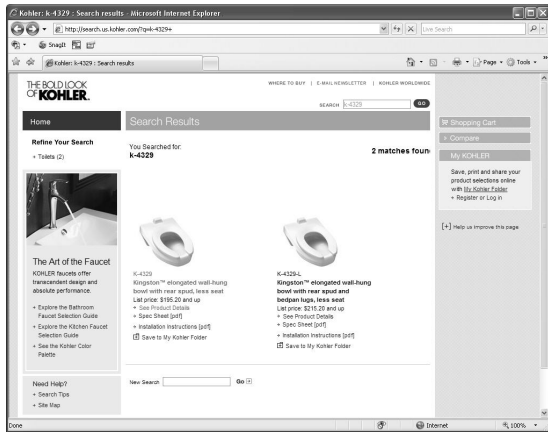 Kohler: k-4329 : Search results - Microsoft Internet Explorer
http://search.us.kohler.com/?q=k-4329+
Live Search
SnagIt
Kohler: k-4329 : Search results
Page
Tools
THE BOLD LOOK
OF KOHLER.
WHERE TO BUY | E-MAIL NEWSLETTER | KOHLER WORLDWIDE
SEARCH k-4329 GO
Home
Search Results
Shopping Cart
Compare
My KOHLER
Save, print and share your
product selections online
with My Kohler Folder
+ Register or Log in
[+] Help us improve this page
Refine Your Search
+ Toilets (2)
You Searched for:
k-4329
2 matches foun
The Art of the Faucet
KOHLER faucets offer
transcendent design and
absolute performance.
+ Explore the Bathroom
Faucet Selection Guide
+ Explore the Kitchen Faucet
Selection Guide
+ See the Kohler Color
Palette
K-4329
Kingston™ elongated wall-hung
bowl with rear spud, less seat
List price: $195.20 and up
+ See Product Details
+ Spec Sheet [pdf]
+ Installation Instructions [pdf]
Save to My Kohler Folder
K-4329-L
Kingston™ elongated wall-hung
bowl with rear spud and
bedpan lugs, less seat
List price: $215.20 and up
+ See Product Details
+ Spec Sheet [pdf]
+ Installation Instructions [pdf]
Save to My Kohler Folder
Need Help?
+ Search Tips
+ Site Map
New Search
Go
Done
Internet
100%